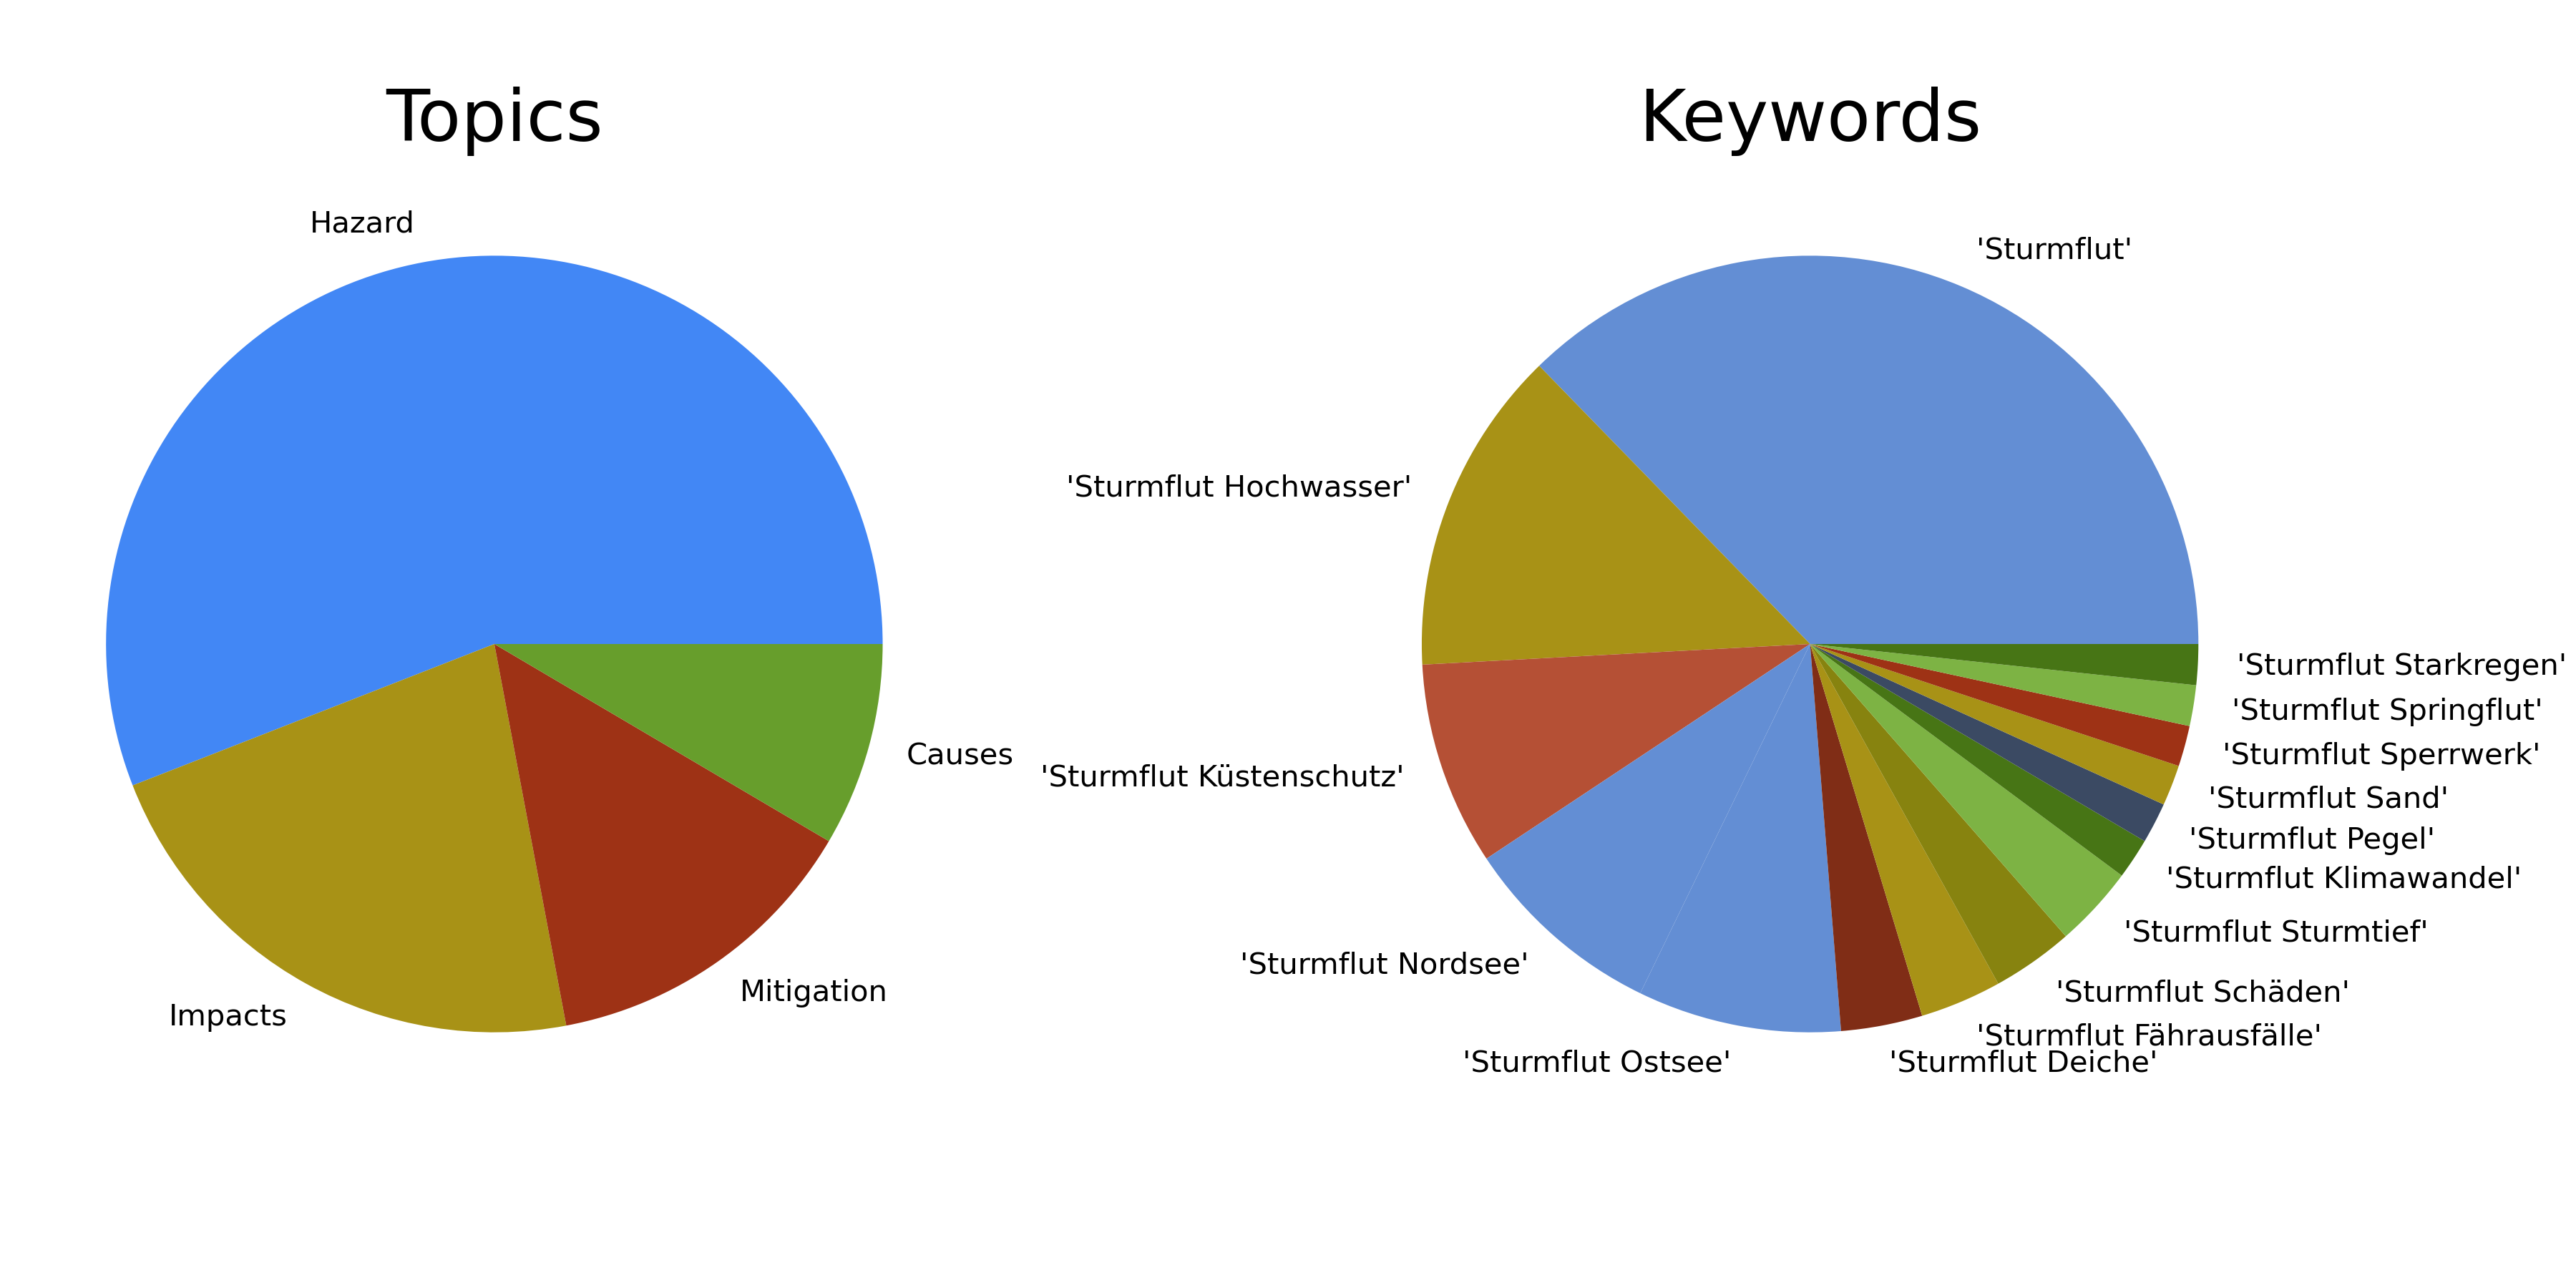 Topics
Hazard
Impacts
Mitigation
Causes
Keywords
'Sturmflut'
'Sturmflut Hochwasser'
'Sturmflut Küstenschutz'
'Sturmflut Nordsee'
'Sturmflut Ostsee'
'Sturmflut Deiche'
'Sturmflut Fährausfälle'
'Sturmflut Schäden'
'Sturmflut Sturmtief'
'Sturmflut Klimawandel'
'Sturmflut Pegel'
'Sturmflut Sand'
'Sturmflut Sperrwerk'
'Sturmflut Springflut'
'Sturmflut Starkregen'